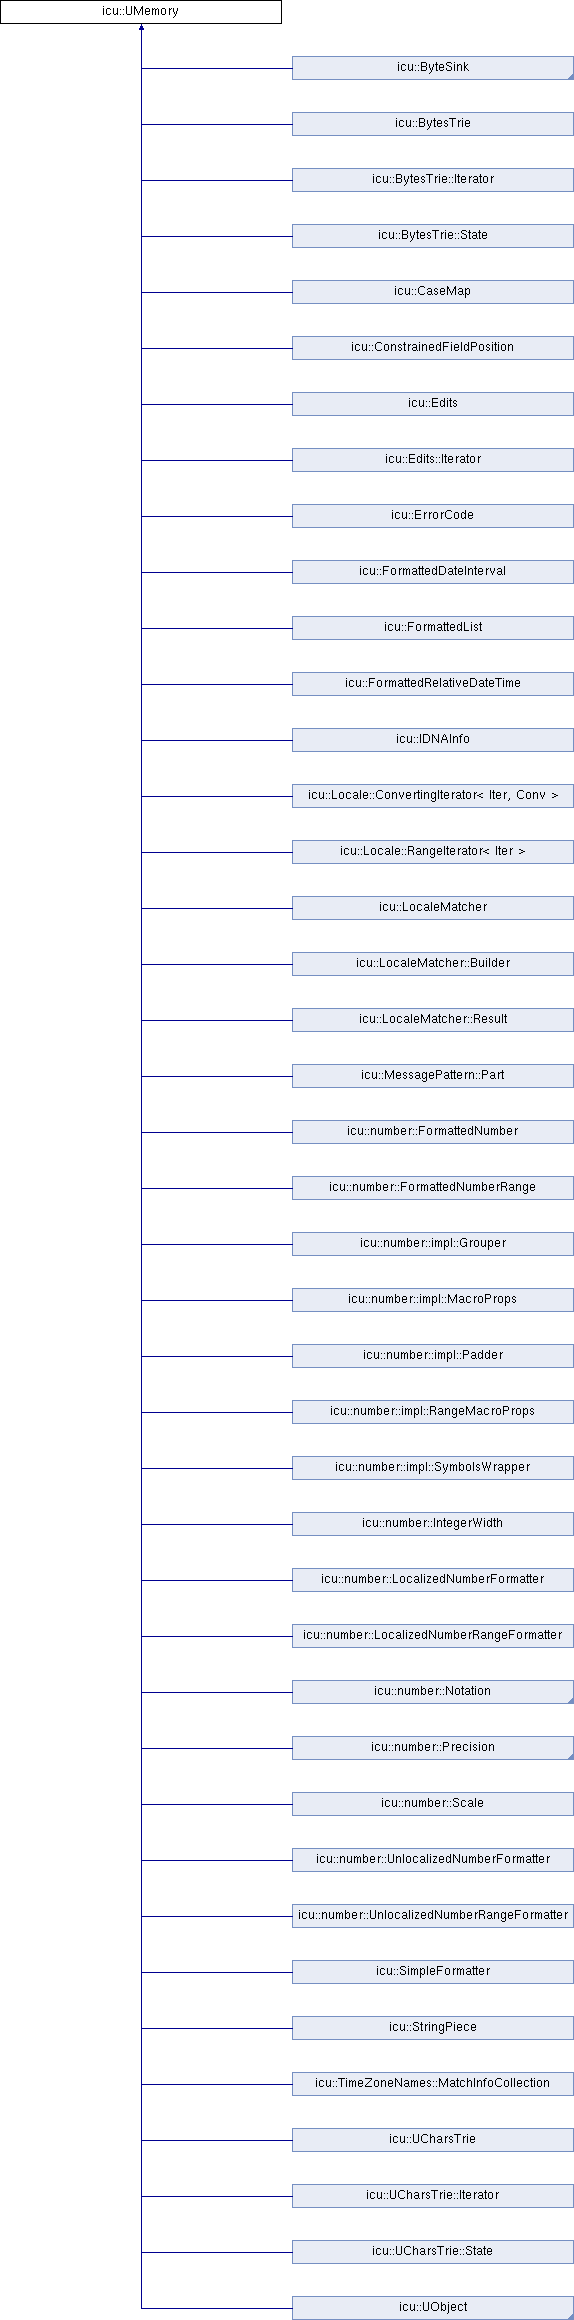 icu::UMemory
icu::ByteSink
icu::BytesTrie
icu::BytesTrie::Iterator
icu::BytesTrie::State
icu::CaseMap
icu::ConstrainedFieldPosition
icu::Edits
icu::Edits::Iterator
icu::ErrorCode
icu::FormattedDateInterval
icu::FormattedList
icu::FormattedRelativeDateTime
icu::IDNAInfo
icu::Locale::ConvertingIterator< Iter, Conv >
icu::Locale::RangeIterator< Iter >
icu::LocaleMatcher
icu::LocaleMatcher::Builder
icu::LocaleMatcher::Result
icu::MessagePattern::Part
icu::number::FormattedNumber
icu::number::FormattedNumberRange
icu::number::impl::Grouper
icu::number::impl::MacroProps
icu::number::impl::Padder
icu::number::impl::RangeMacroProps
icu::number::impl::SymbolsWrapper
icu::number::IntegerWidth
icu::number::LocalizedNumberFormatter
icu::number::LocalizedNumberRangeFormatter
icu::number::Notation
icu::number::Precision
icu::number::Scale
icu::number::UnlocalizedNumberFormatter
icu::number::UnlocalizedNumberRangeFormatter
icu::SimpleFormatter
icu::StringPiece
icu::TimeZoneNames::MatchInfoCollection
icu::UCharsTrie
icu::UCharsTrie::Iterator
icu::UCharsTrie::State
icu::UObject